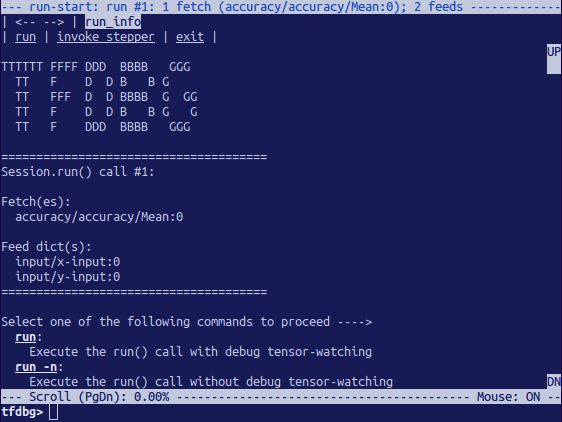 --- run-start: run #1: 1 fetch (accuracy/accuracy/Mean:0); 2 feeds -------------
| <-- --> | run_info
| run | invoke stepper | exit |
UP
TTTTTT FFFF DDD  BBBB   GGG
  TT   F    D  D B   B G
  TT   FFF  D  D BBBB  G  GG
  TT   F    D  D B   B G   G
  TT   F    DDD  BBBB   GGG
======================================
Session.run() call #1:
Fetch(es):
  accuracy/accuracy/Mean:0
Feed dict(s):
  input/x-input:0
  input/y-input:0
======================================
Select one of the following commands to proceed ---->
  run:
    Execute the run() call with debug tensor-watching
  run -n:
    Execute the run() call without debug tensor-watching
DN
--- Scroll (PgDn): 0.00% ------------------------------------------ Mouse: ON --
tfdbg>